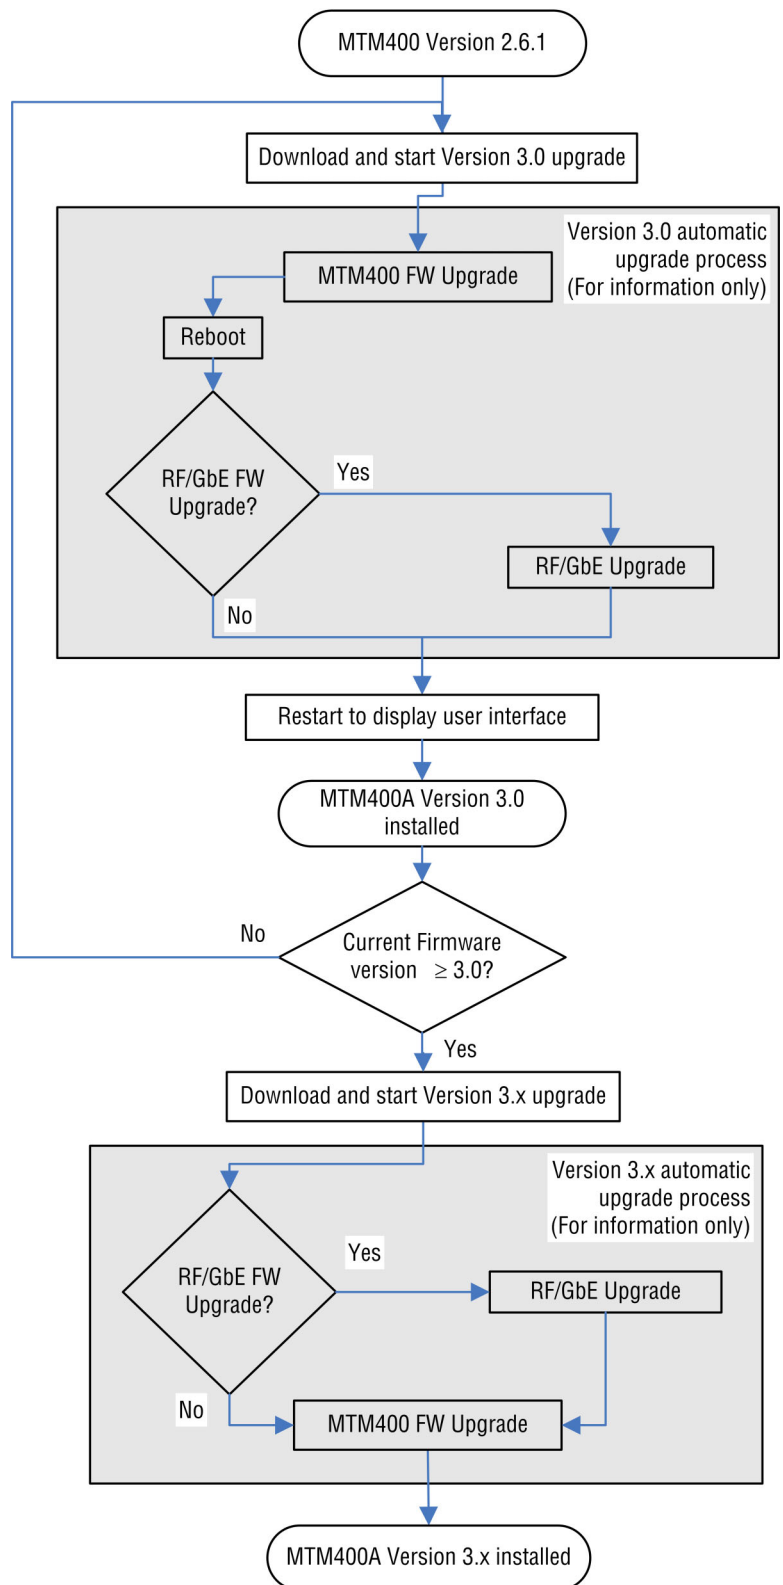 MTM400 Version 2.6.1
Download and start Version 3.0 upgrade
Version 3.0 automatic
upgrade process
(For information only)
MTM400 FW Upgrade
Reboot
RF/GbE FW
Upgrade?
Yes
RF/GbE Upgrade
No
Restart to display user interface
MTM400A Version 3.0
installed
No
Current Firmware
version ≥ 3.0?
Yes
Download and start Version 3.x upgrade
Version 3.x automatic
upgrade process
(For information only)
Yes
RF/GbE FW
Upgrade?
RF/GbE Upgrade
No
MTM400 FW Upgrade
MTM400A Version 3.x installed